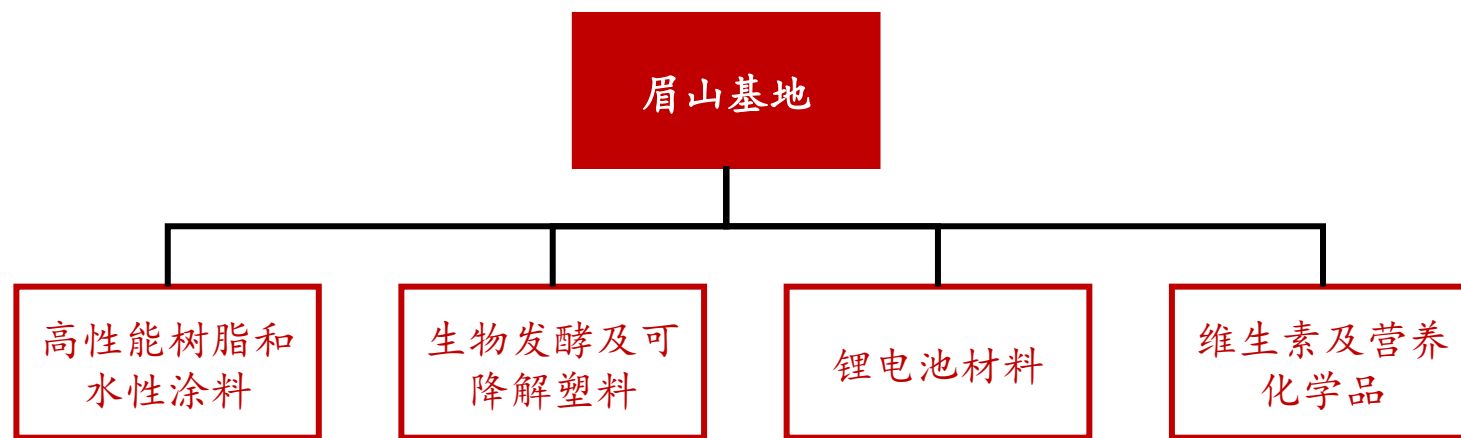 眉山基地
高性能树脂和
水性涂料
生物发酵及可
降解塑料
锂电池材料
维生素及营养
化学品